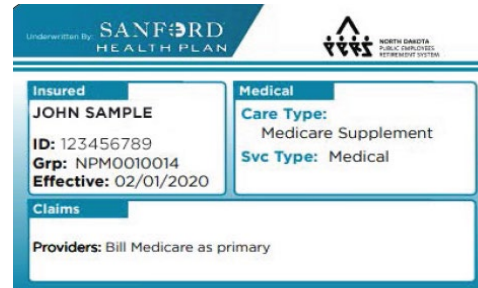 Underwritten By: SANFORD
HEALTH PLAN
NORTH DAKOTA
PUBLIC EMPLOYEES
RETIREMENT SYSTEM
Insured
JOHN SAMPLE
ID: 123456789
Grp: NPM0010014
Effective: 02/01/2020
Medical
Care Type:
Medicare Supplement
Svc Type: Medical
Claims
Providers: Bill Medicare as primary